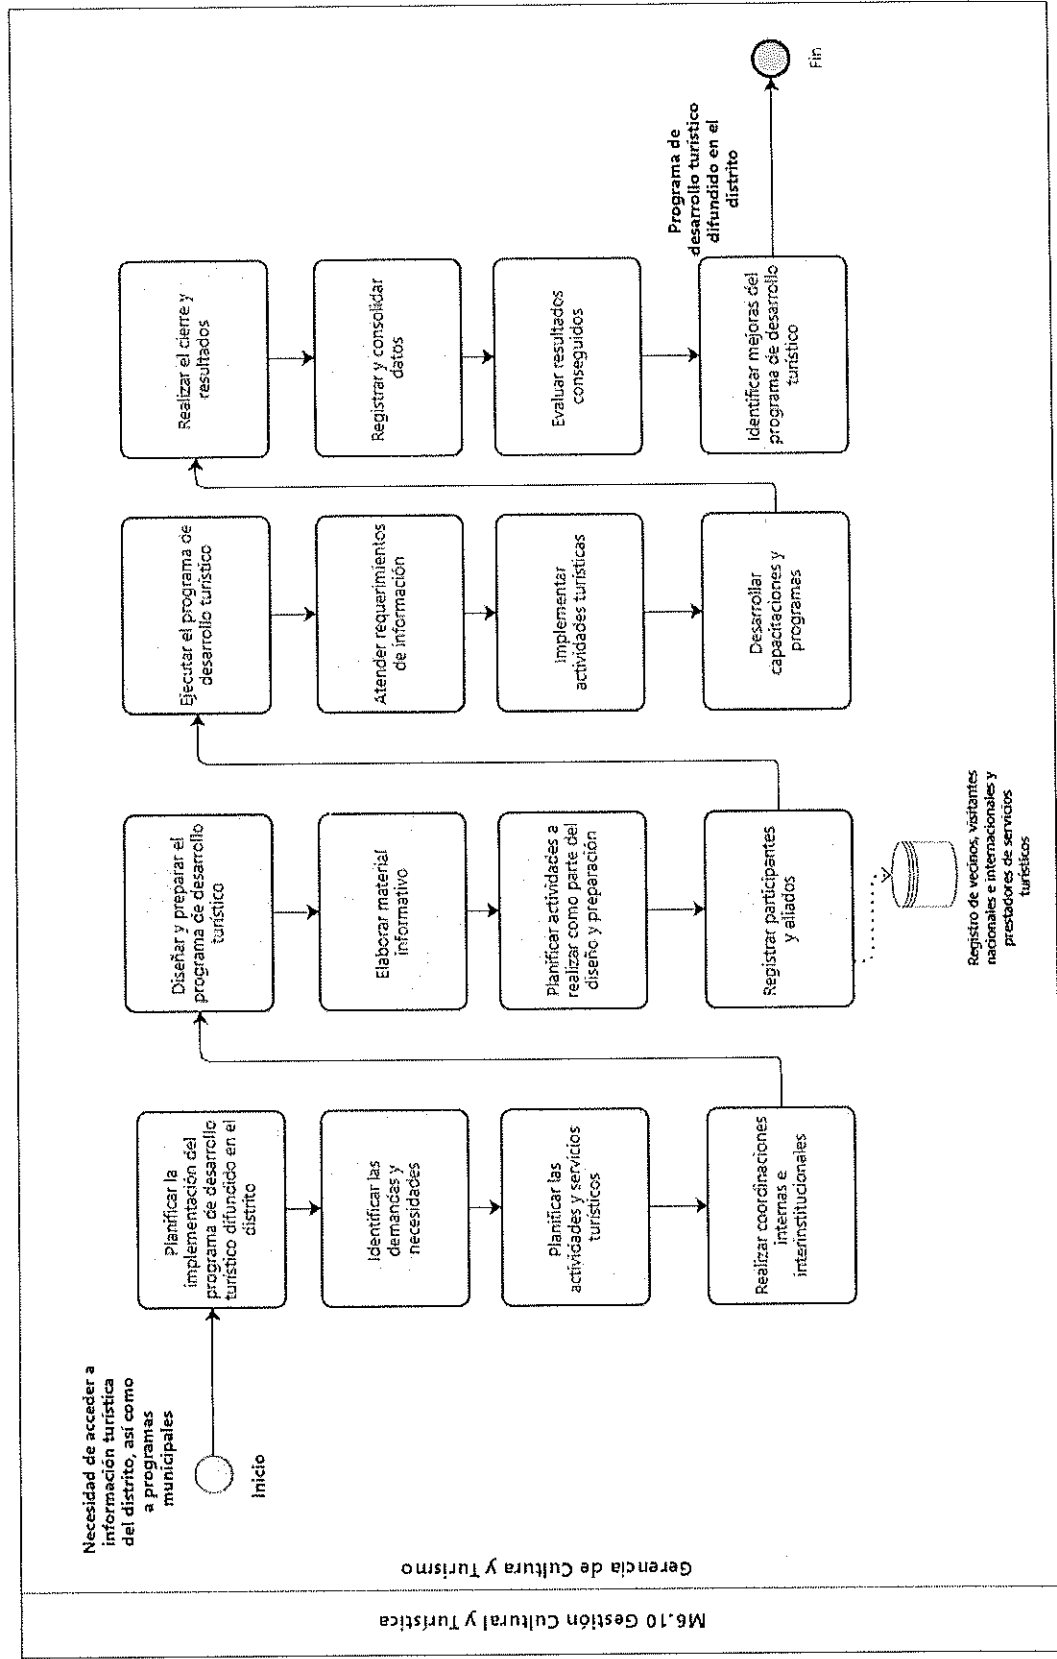 M6.10 Gestión Cultural y Turística
Gerencia de Cultura y Turismo
Necesidad de acceder a
información turística
del distrito, así como
a programas
municipales
Inicio
Planificar la
implementación del
programa de desarrollo
turístico difundido en el
distrito
Identificar las
demandas y
necesidades
Planificar las
actividades y servicios
turísticos
Realizar coordinaciones
internas e
interinstitucionales
Diseñar y preparar el
programa de desarrollo
turístico
Elaborar material
informativo
Planificar actividades a
realizar como parte del
diseño y preparación
Registrar participantes
y aliados
Registro de vecinos, visitantes
nacionales e internacionales y
prestadores de servicio
turísticos
Ejecutar el programa de
desarrollo turístico
Atender requerimientos
de información
Implementar
actividades turísticas
Desarrollar
capacitaciones y
programas
Realizar el cierre y
resultados
Registrar y consolidar
datos
Evaluar resultados
conseguidos
Identificar mejoras del
programa de desarrollo
turístico
Programa de
desarrollo turístico
difundido en el
distrito
Fin